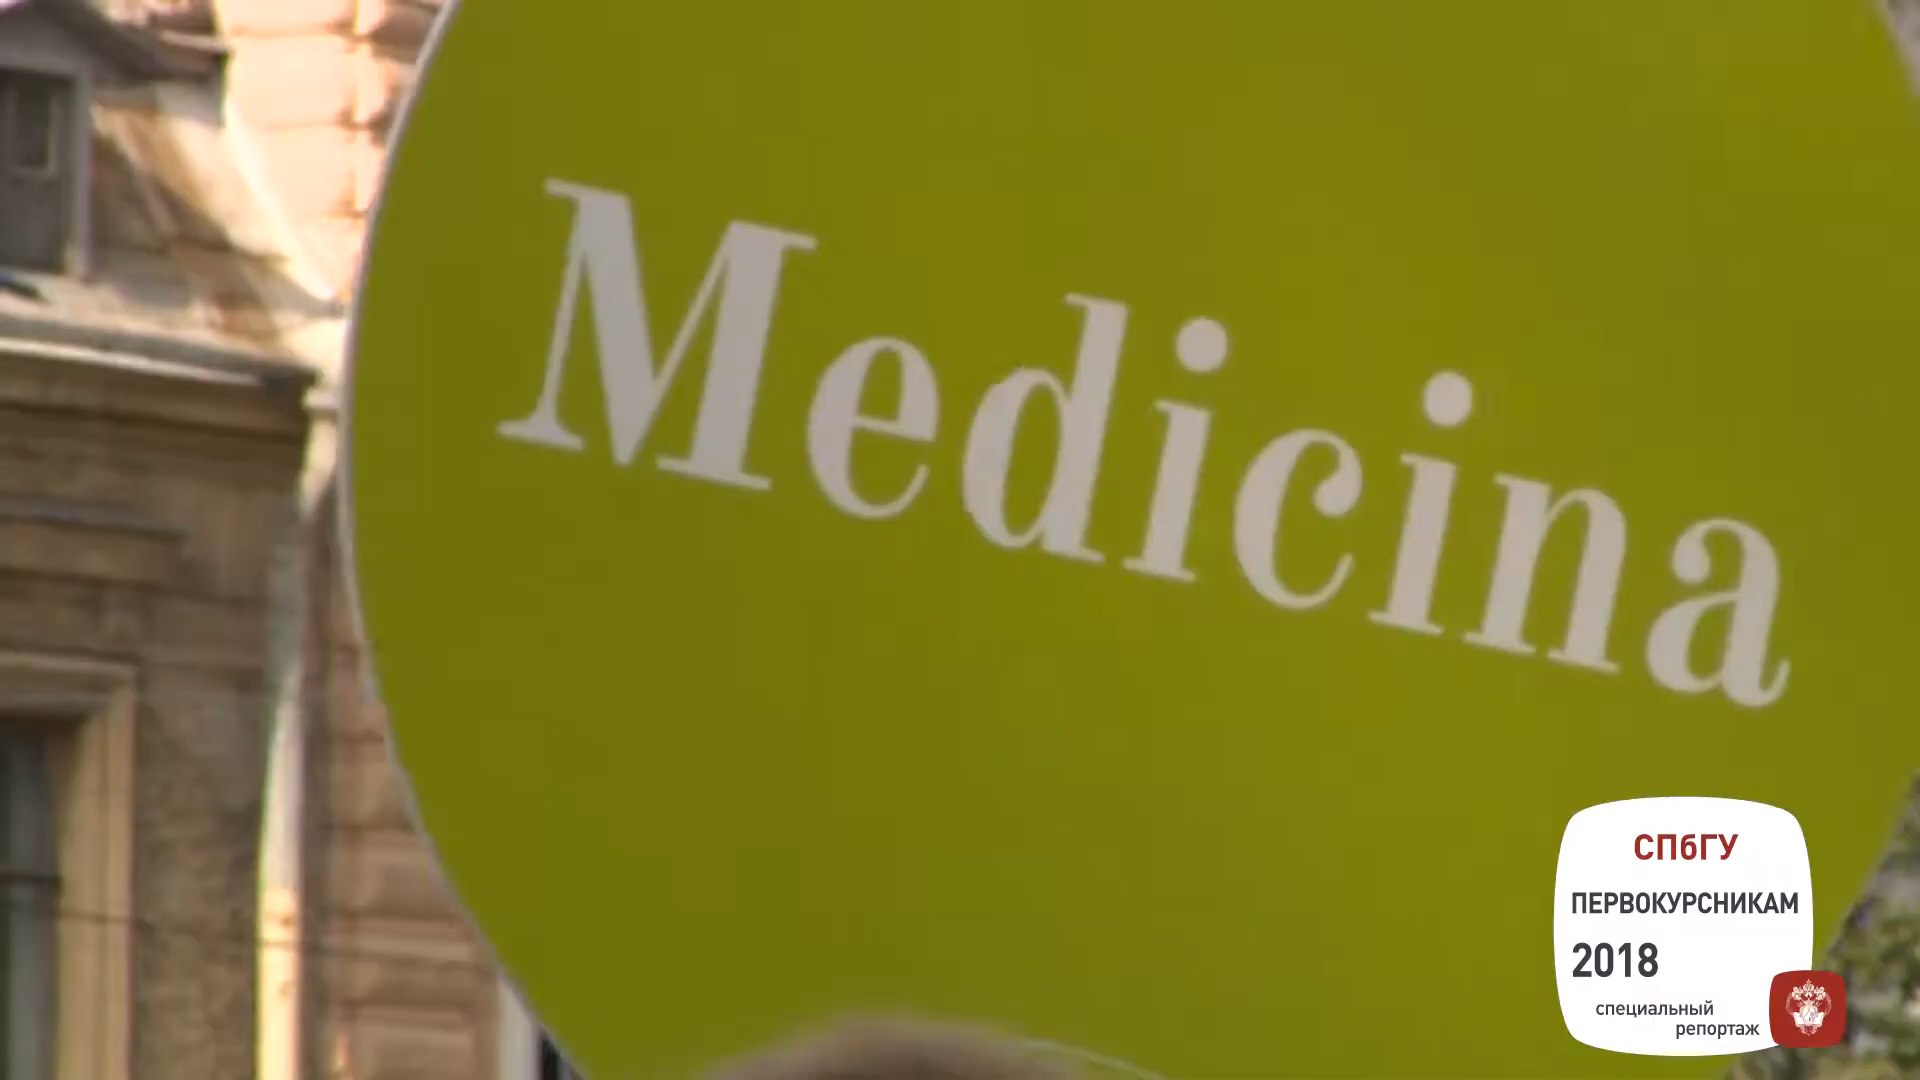 Medicina
СПбГУ
ПЕРВОКУРСНИКАМ
2018
специальный
репортаж